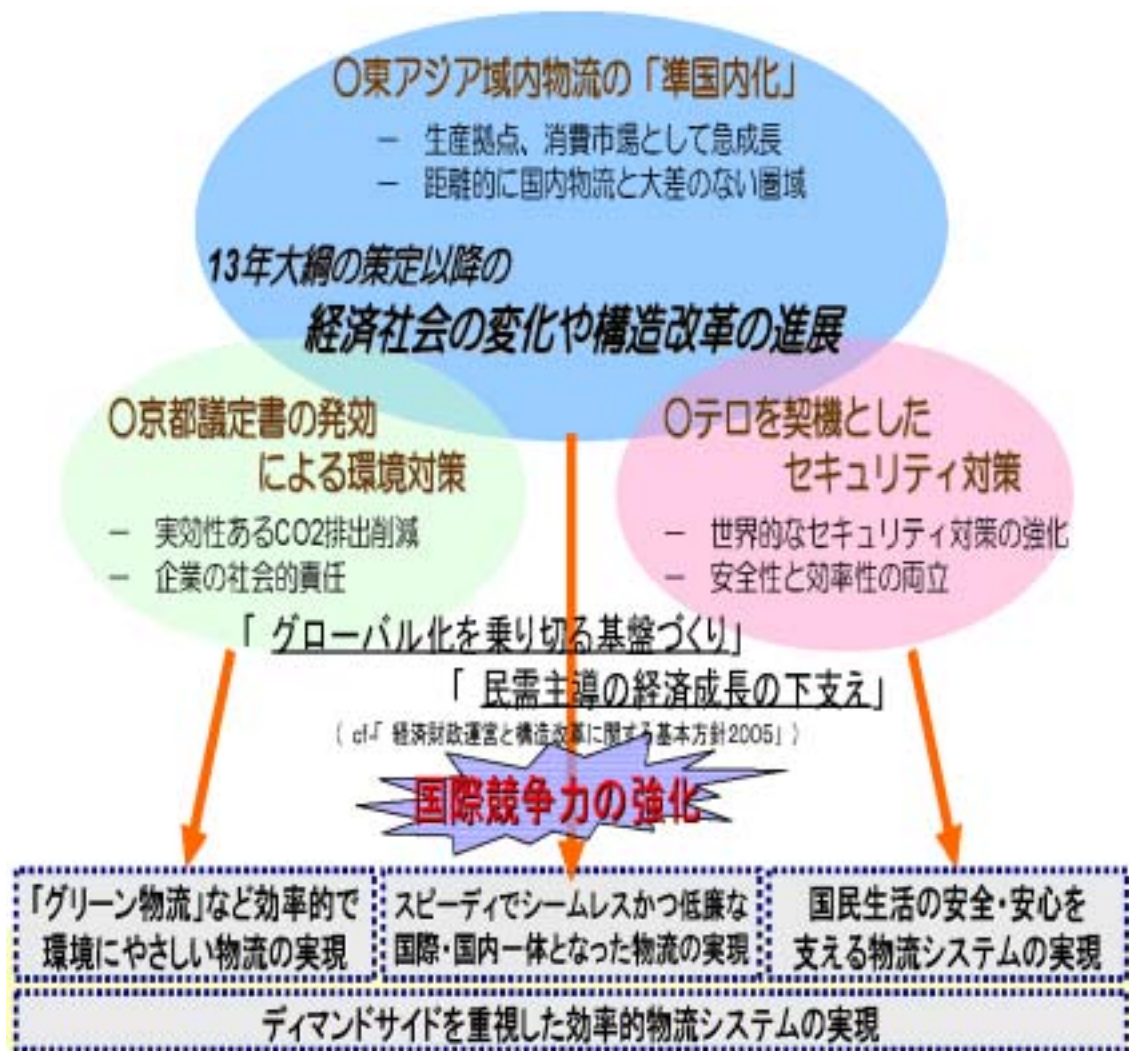 〇東アジア域内物流の「準国内化」
－ 生産拠点、消費市場として急成長
－ 距離的に国内物流と大差のない圏域
13年大綱の策定以降の
経済社会の変化や構造改革の進展
〇京都議定書の発効
による環境対策
－ 実効性あるCO2排出削減
－ 企業の社会的責任
〇テロを契機とした
セキュリティ対策
－ 世界的なセキュリティ対策の強化
－ 安全性と効率性の両立
「 グローバル化を乗り切る基盤づくり」
「 民需主導の経済成長の下支え」
( cf「 経済財政運営と構造改革に関する基本方針2005」)
国際競争力の強化
「グリーン物流」など効率的で
環境にやさしい物流の実現
スピーディでシームレスかつ低廉な
国際・国内一体となった物流の実現
国民生活の安全・安心を
支える物流システムの実現
ディマンドサイドを重視した効率的物流システムの実現